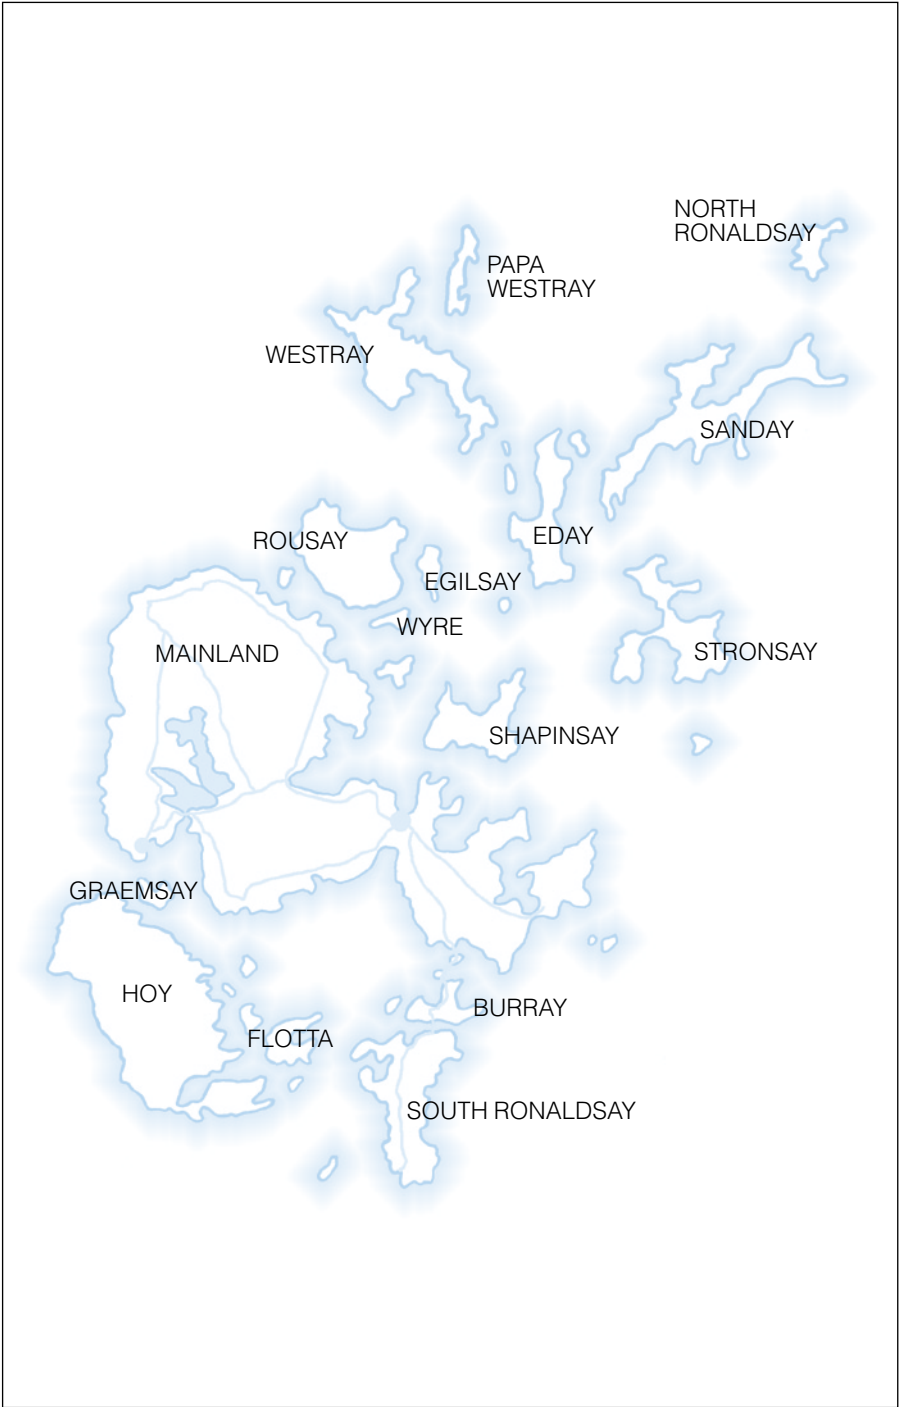 NORTH
RONALDSAY
PAPA
WESTRAY
WESTRAY
SANDAY
ROUSAY
EDAY
EGILSAY
WYRE
MAINLAND
STRONSAY
SHAPINSAY
GRAEMSAY
HOY
BURRAY
FLOTTA
SOUTH RONALDSAY